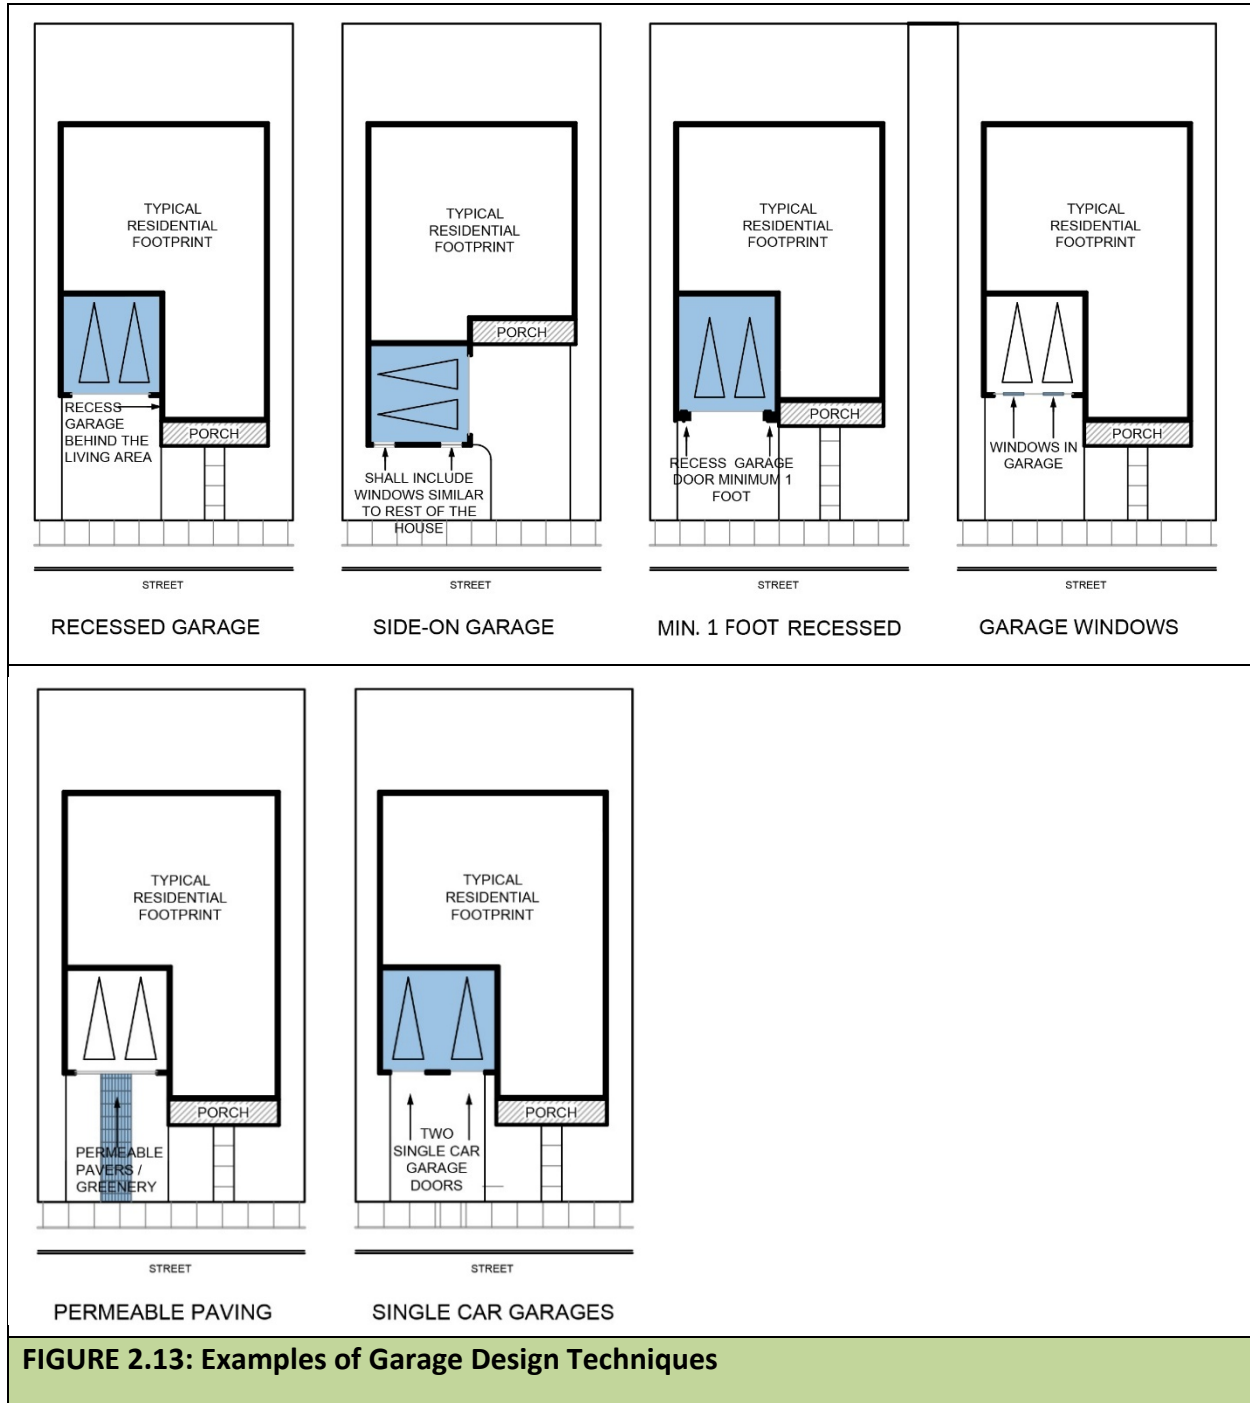 TYPICAL
RESIDENTIAL
FOOTPRINT
RECESS
GARAGE
BEHIND THE
LIVING AREA
PORCH
STREET
RECESSED GARAGE
TYPICAL
RESIDENTIAL
FOOTPRINT
PORCH
SHALL INCLUDE
WINDOWS SIMILAR
TO REST OF THE
HOUSE
STREET
SIDE-ON GARAGE
TYPICAL
RESIDENTIAL
FOOTPRINT
PORCH
RECESS GARAGE
DOOR MINIMUM 1
FOOT
STREET
MIN. 1 FOOT RECESSED
TYPICAL
RESIDENTIAL
FOOTPRINT
PORCH
WINDOWS IN
GARAGE
STREET
GARAGE WINDOWS
TYPICAL
RESIDENTIAL
FOOTPRINT
PORCH
PERMEABLE
PAVERS /
GREENERY
STREET
PERMEABLE PAVING
TYPICAL
RESIDENTIAL
FOOTPRINT
PORCH
TWO
SINGLE CAR
GARAGE
DOORS
STREET
SINGLE CAR GARAGES
FIGURE 2.13: Examples of Garage Design Techniques